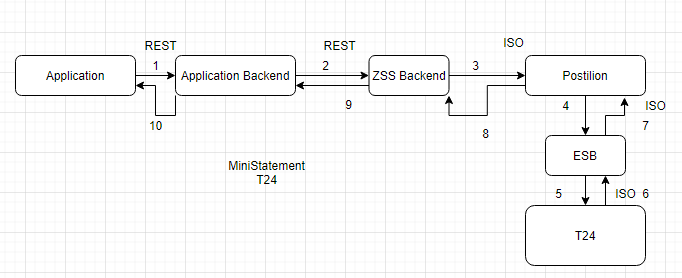 REST
REST
ISO
1
2
3
Application
Application Backend
ZSS Backend
Postilion
9
4
ISO
10
8
7
ESB
MiniStatement
T24
5
ISO 6
T24